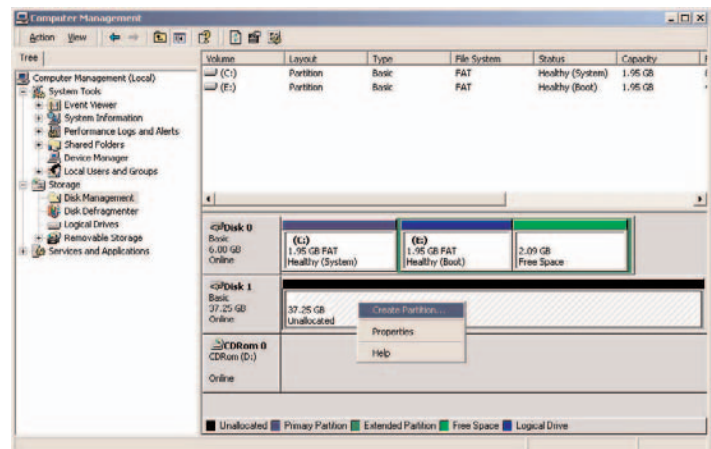 Computer Management
Action View
Tree
Computer Management (Local)
System Tools
Event Viewer
System Information
Performance Logs and Alerts
Shared Folders
Device Manager
Local Users and Groups
Storage
Disk Management
Disk Defragmenter
Logical Drives
Removable Storage
Services and Applications
Volume Layout Type File System Status Capacity
(C:) Partition Basic FAT Healthy (System) 1.95 GB
(E:) Partition Basic FAT Healthy (Boot) 1.95 GB
Disk 0
Basic
6.00 GB
Online
(C:)
1.95 GB FAT
Healthy (System)
(E:)
1.95 GB FAT
Healthy (Boot)
2.09 GB
Free Space
Disk 1
Basic
37.25 GB
Online
37.25 GB
Unallocated
Create Partition...
Properties
Help
CDRom 0
CDRom (D:)
Online
Unallocated Primary Partition Extended Partition Free Space Logical Drive